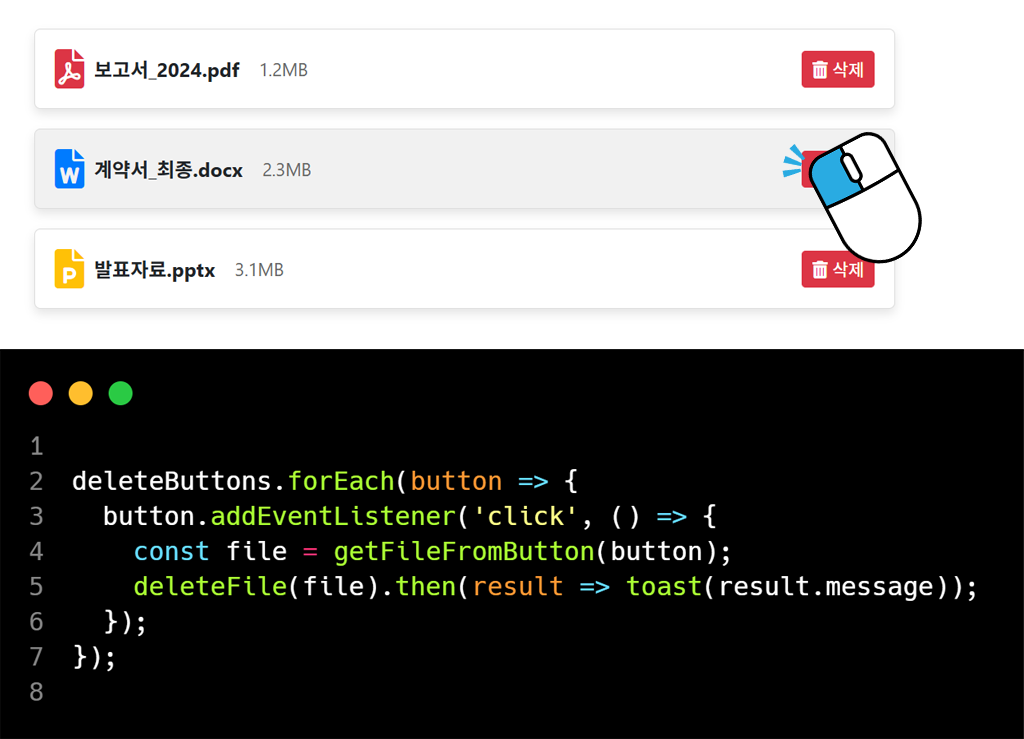 보고서_2024.pdf 1.2MB 삭제
W 계약서_최종.docx 2.3MB
P 발표자료.pptx 3.1MB 삭제
1
2 deleteButtons.forEach(button => {
3 button.addEventListener('click', () => {
4 const file = getFileFromButton(button);
5 deleteFile(file).then(result => toast(result.message));
6 });
7 });
8